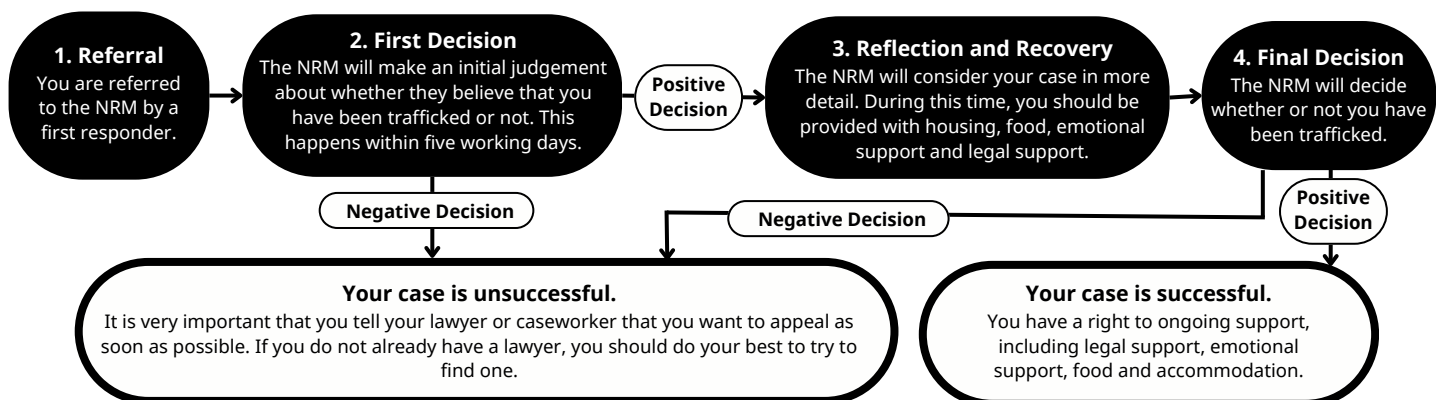 1. Referral
You are referred
to the NRM by a
first responder.
2. First Decision
The NRM will make an initial judgement
about whether they believe that you
have been trafficked or not. This
happens within five working days.
Positive
Decision
3. Reflection and Recovery
The NRM will consider your case in more
detail. During this time, you should be
provided with housing, food, emotional
support and legal support.
4. Final Decision
The NRM will decide
whether or not you have
been trafficked.
Negative Decision
Negative Decision
Positive
Decision
Your case is unsuccessful.
It is very important that you tell your lawyer or caseworker that you want to appeal as
soon as possible. If you do not already have a lawyer, you should do your best to try to
find one.
Your case is successful.
You have a right to ongoing support,
including legal support, emotional
support, food and accommodation.